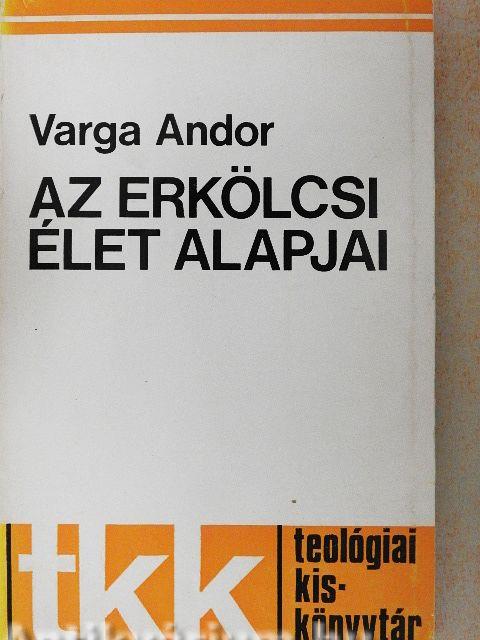 Varga Andor
AZ ERKÖLCSI
ÉLET ALAPJAI
tkk
teológiai
kis-
könyvtár